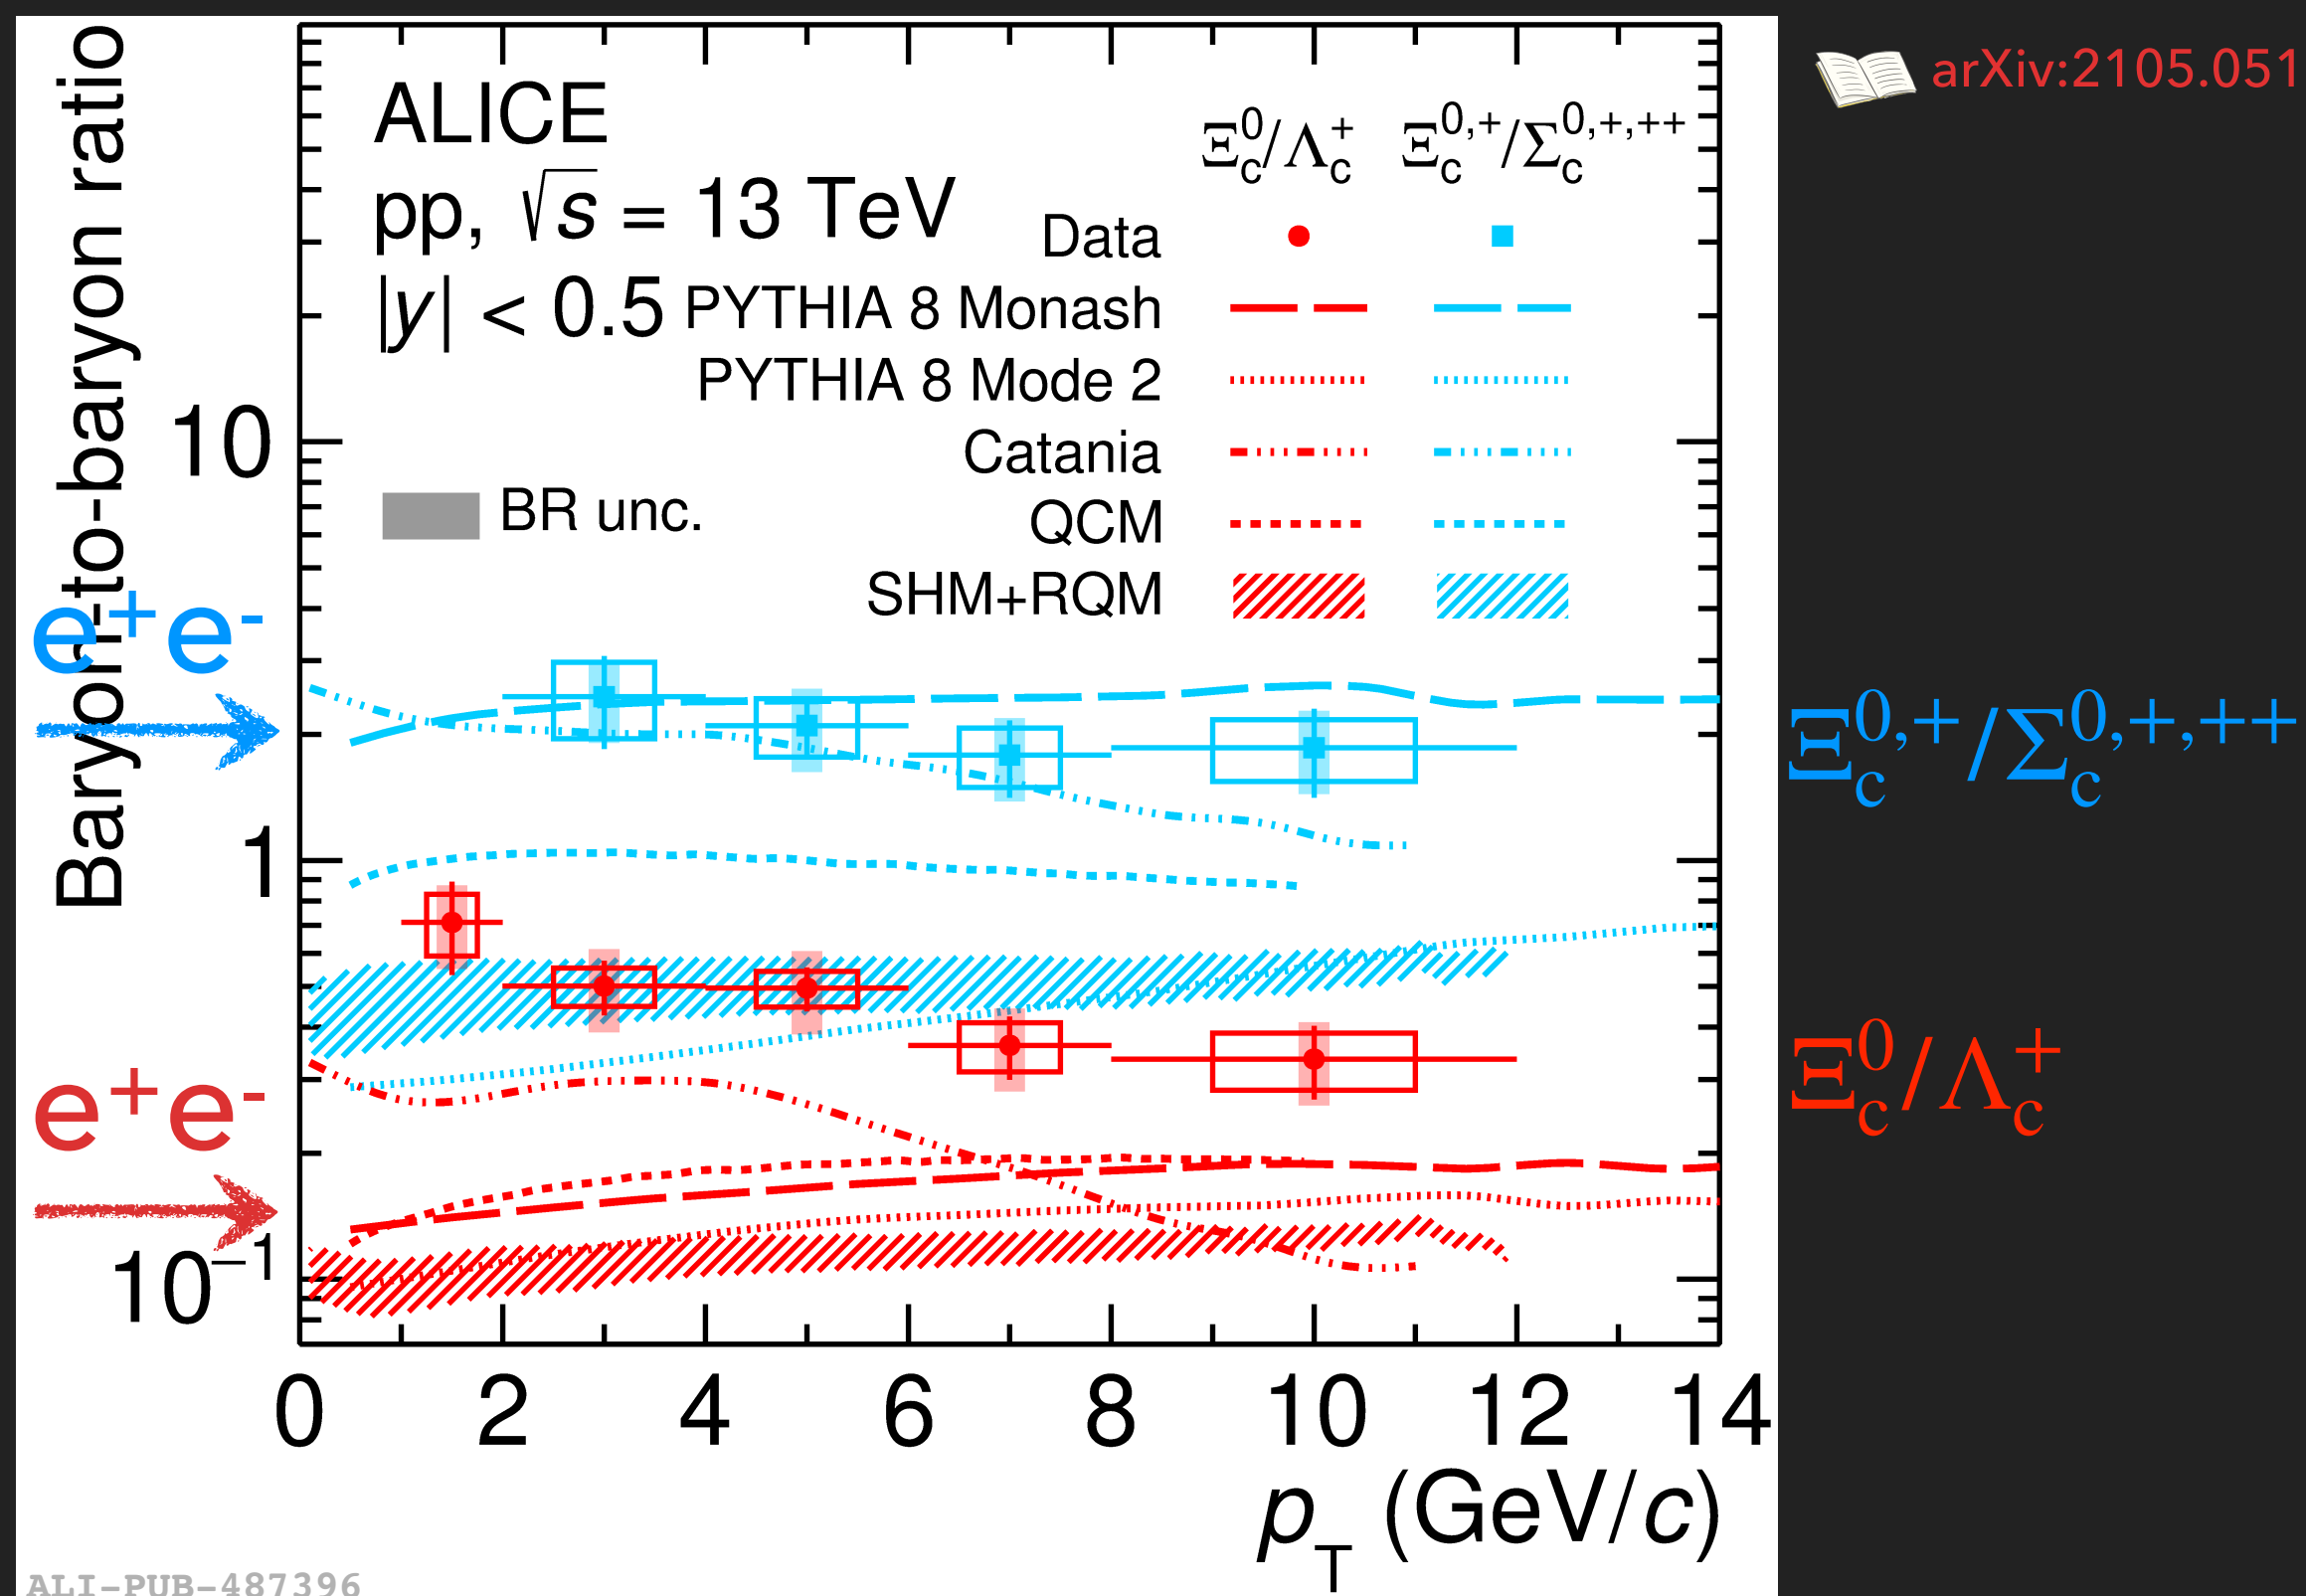 arXiv:2105.051
Baryon-to-baryon ratio
ALICE
pp, √s = 13 TeV
|y| < 0.5
Ξc0/Λc+ Ξc0,+/Σc0,+,++
Data
PYTHIA 8 Monash
PYTHIA 8 Mode 2
Catania
QCM
SHM+RQM
BR unc.
10
1
10−1
e+e-
e+e-
Ξc0,+/Σc0,+,++
Ξc0/Λc+
0 2 4 6 8 10 12 14
pT (GeV/c)
ALI-PUB-487396